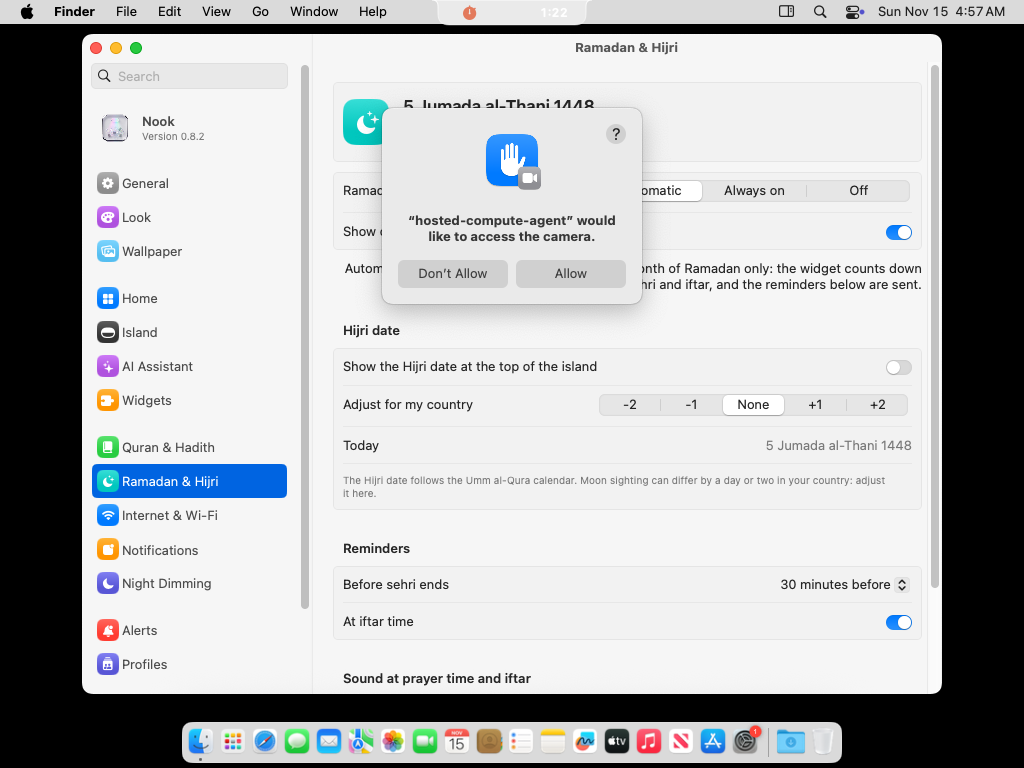 Finder File Edit View Go Window Help 1:22 Sun Nov 15 4:57 AM
Ramadan & Hijri
Search
Nook
Version 0.8.2
General
Look
Wallpaper
Home
Island
AI Assistant
Widgets
Quran & Hadith
Ramadan & Hijri
Internet & Wi-Fi
Notifications
Night Dimming
Alerts
Profiles
5 Jumada al-Thani 1448
?
“hosted-compute-agent” would
like to access the camera.
Don't Allow Allow
Always on Off
Show
only: the widget counts down
and iftar, and the reminders below are sent.
Hijri date
Show the Hijri date at the top of the island
Adjust for my country -2 -1 None +1 +2
Today 5 Jumada al-Thani 1448
The Hijri date follows the Umm al-Qura calendar. Moon sighting can differ by a day or two in your country: adjust
it here.
Reminders
Before sehri ends 30 minutes before
At iftar time
Sound at prayer time and iftar
NOV
15
tv
1